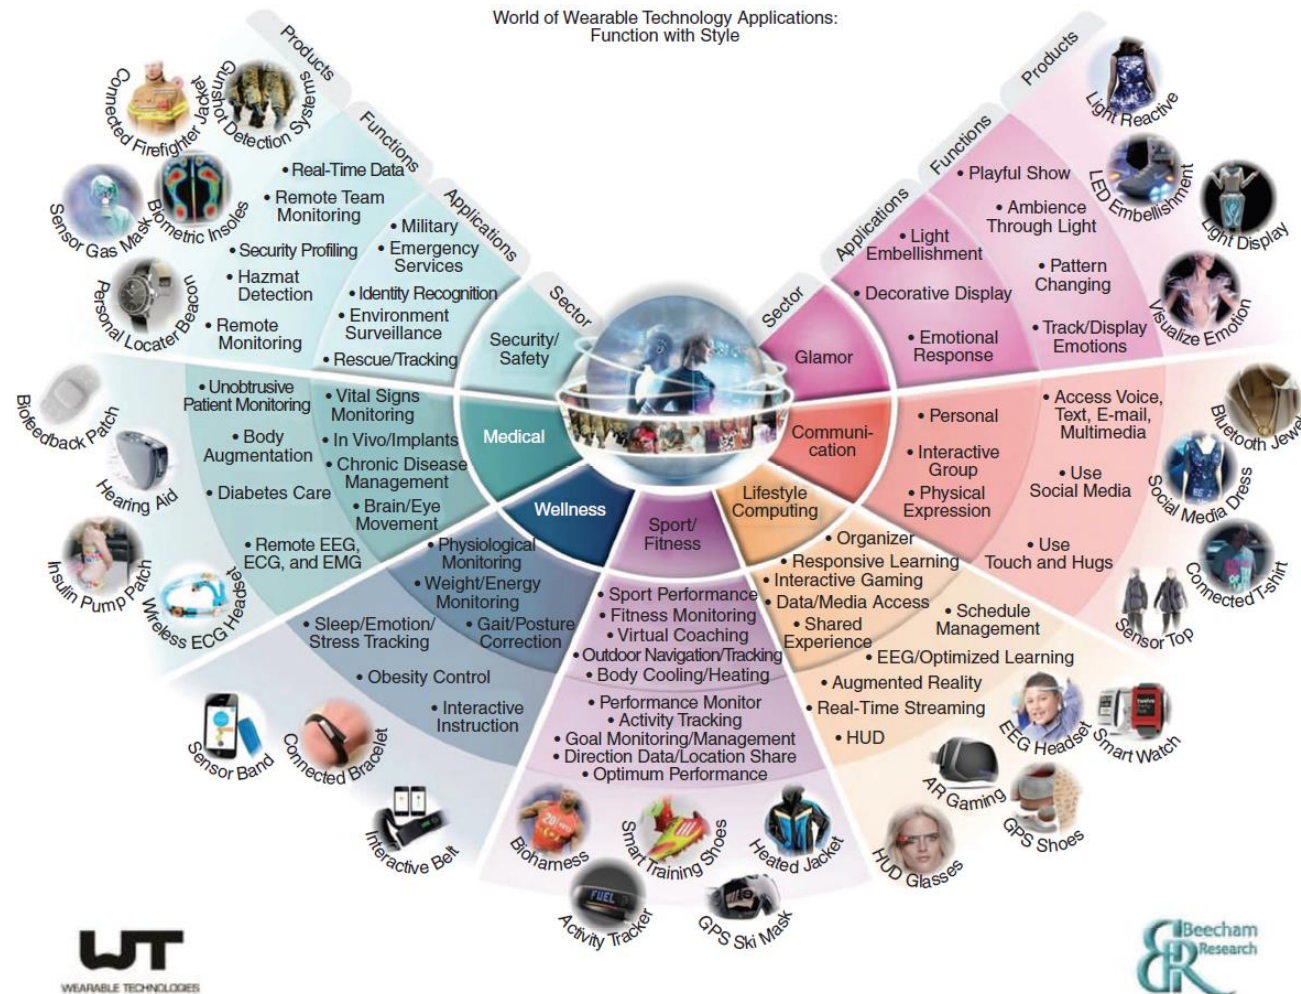 World of Wearable Technology Applications:
Function with Style
Products
Functions
Applications
Sector
Connected Firefighter Jacket
Gunshot Detection Systems
Sensor Gas Mask
Biometric Insoles
Personal Locater Beacon
• Real-Time Data
• Remote Team
Monitoring
• Security Profiling
• Hazmat
Detection
• Remote
Monitoring
• Military
• Emergency
Services
• Identity Recognition
• Environment
Surveillance
• Rescue/Tracking
Security/
Safety
Biofeedback Patch
Hearing Aid
Insulin Pump Patch
Wireless ECG Headset
• Unobtrusive
Patient Monitoring
• Body
Augmentation
• Diabetes Care
• Remote EEG,
ECG, and EMG
• Vital Signs
Monitoring
• In Vivo/Implants
• Chronic Disease
Management
• Brain/Eye
Movement
Medical
Wellness
• Physiological
Monitoring
• Weight/Energy
Monitoring
• Gait/Posture
Correction
• Sleep/Emotion/
Stress Tracking
• Obesity Control
• Interactive
Instruction
Sensor Band
Connected Bracelet
Interactive Belt
Sport/
Fitness
• Sport Performance
• Fitness Monitoring
• Virtual Coaching
• Outdoor Navigation/Tracking
• Body Cooling/Heating
• Performance Monitor
• Activity Tracking
• Goal Monitoring/Management
• Direction Data/Location Share
• Optimum Performance
Bioharness
Smart Training Shoes
Heated Jacket
Activity Tracker
FUEL
GPS Ski Mask
Lifestyle
Computing
• Organizer
• Responsive Learning
• Interactive Gaming
• Data/Media Access
• Shared
Experience
• Schedule
Management
• EEG/Optimized Learning
• Augmented Reality
• Real-Time Streaming
• HUD
EEG Headset
Smart Watch
AR Gaming
GPS Shoes
HUD Glasses
Communi-
cation
• Personal
• Interactive
Group
• Physical
Expression
• Access Voice,
Text, E-mail,
Multimedia
• Use
Social Media
• Use
Touch and Hugs
Bluetooth Jewel
Social Media Dress
Connected T-shirt
Sensor Top
Glamor
Sector
Applications
Functions
Products
• Light
Embellishment
• Decorative Display
• Emotional
Response
• Playful Show
• Ambience
Through Light
• Pattern
Changing
• Track/Display
Emotions
Light Reactive
LED Embellishment
Light Display
Visualize Emotion
WT
WEARABLE TECHNOLOGIES
BR
Beecham
Research